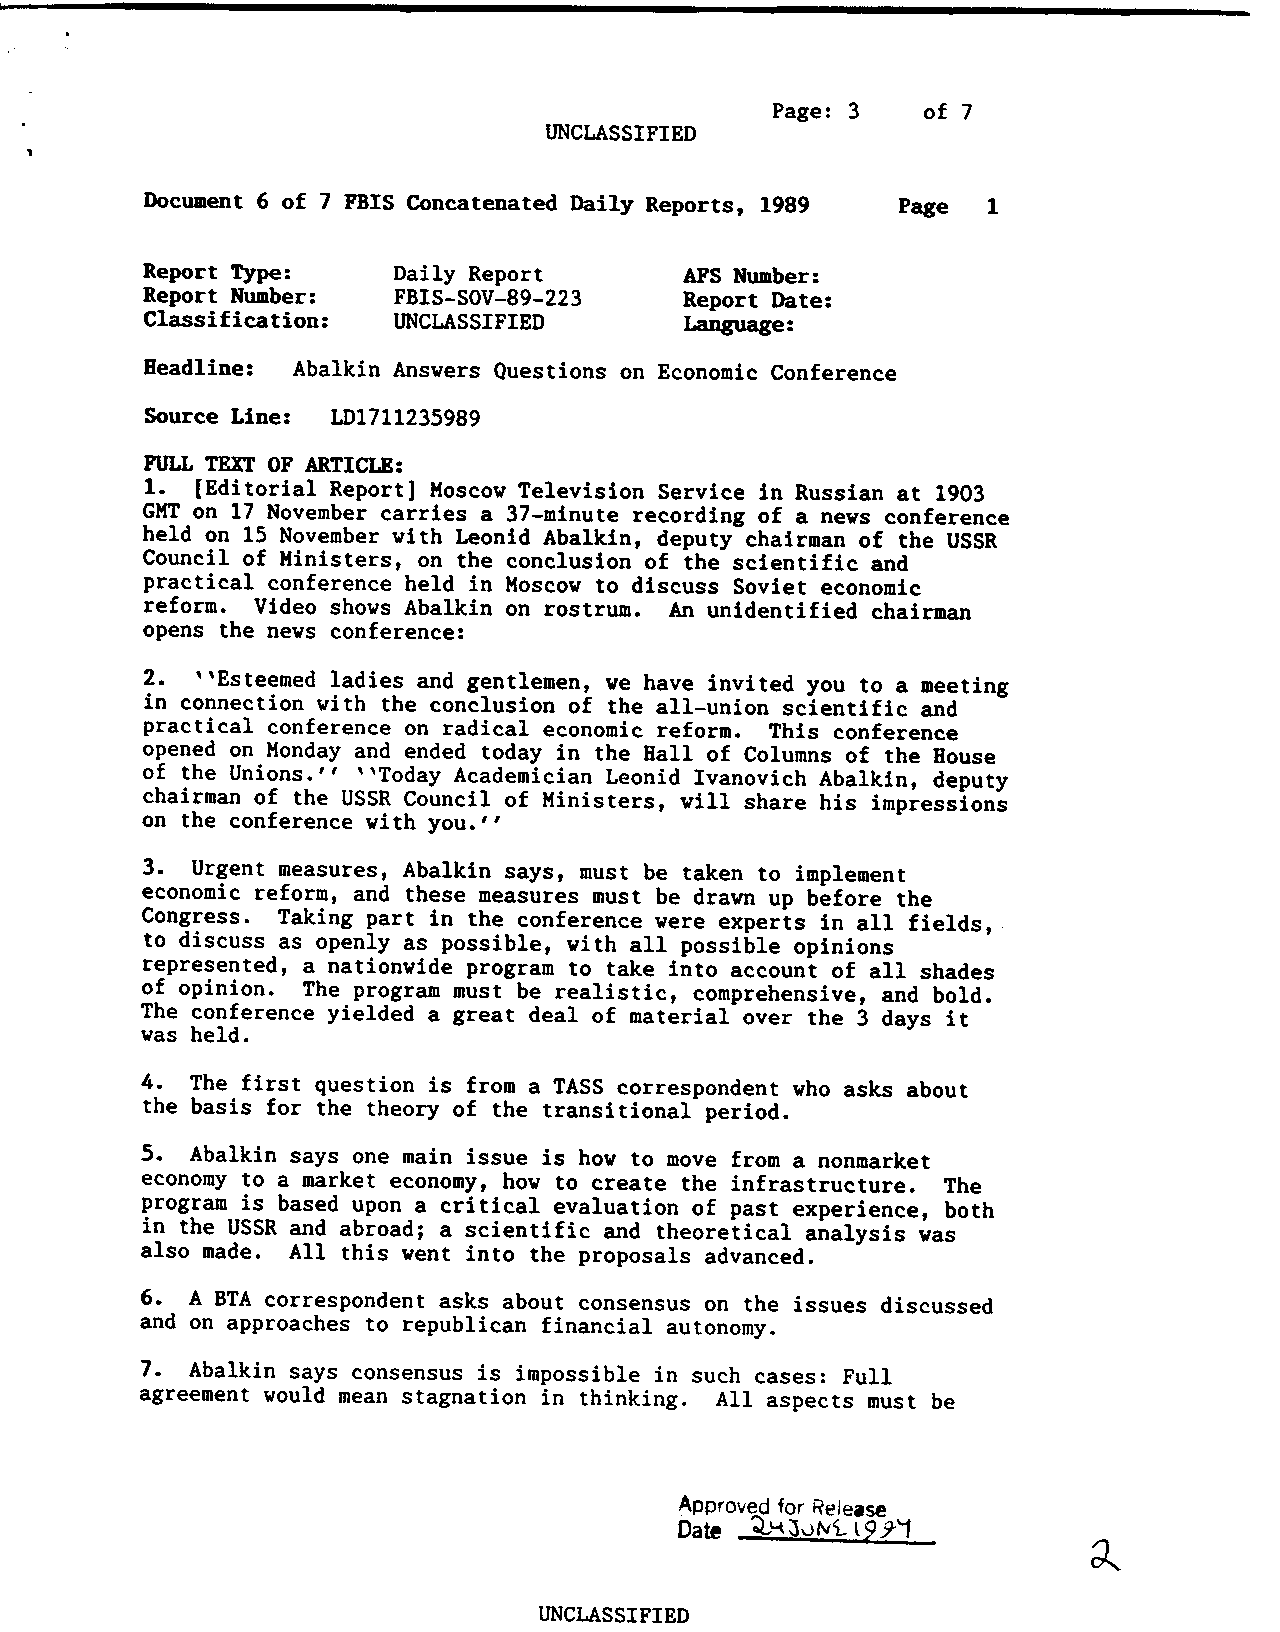 Page: 3 of 7
UNCLASSIFIED
Document 6 of 7 FBIS Concatenated Daily Reports, 1989 Page 1
Report Type: Daily Report AFS Number:
Report Number: FBIS-SOV-89-223 Report Date:
Classification: UNCLASSIFIED Language:
Headline: Abalkin Answers Questions on Economic Conference
Source Line: LD1711235989
FULL TEXT OF ARTICLE:
1. [Editorial Report] Moscow Television Service in Russian at 1903
GMT on 17 November carries a 37-minute recording of a news conference
held on 15 November with Leonid Abalkin, deputy chairman of the USSR
Council of Ministers, on the conclusion of the scientific and
practical conference held in Moscow to discuss Soviet economic
reform. Video shows Abalkin on rostrum. An unidentified chairman
opens the news conference:
2. ``Esteemed ladies and gentlemen, we have invited you to a meeting
in connection with the conclusion of the all-union scientific and
practical conference on radical economic reform. This conference
opened on Monday and ended today in the Hall of Columns of the House
of the Unions.'' ``Today Academician Leonid Ivanovich Abalkin, deputy
chairman of the USSR Council of Ministers, will share his impressions
on the conference with you.''
3. Urgent measures, Abalkin says, must be taken to implement
economic reform, and these measures must be drawn up before the
Congress. Taking part in the conference were experts in all fields,
to discuss as openly as possible, with all possible opinions
represented, a nationwide program to take into account of all shades
of opinion. The program must be realistic, comprehensive, and bold.
The conference yielded a great deal of material over the 3 days it
was held.
4. The first question is from a TASS correspondent who asks about
the basis for the theory of the transitional period.
5. Abalkin says one main issue is how to move from a nonmarket
economy to a market economy, how to create the infrastructure. The
program is based upon a critical evaluation of past experience, both
in the USSR and abroad; a scientific and theoretical analysis was
also made. All this went into the proposals advanced.
6. A BTA correspondent asks about consensus on the issues discussed
and on approaches to republican financial autonomy.
7. Abalkin says consensus is impossible in such cases: Full
agreement would mean stagnation in thinking. All aspects must be
Approved for Release
Date 24 JUNE 1994
2
UNCLASSIFIED